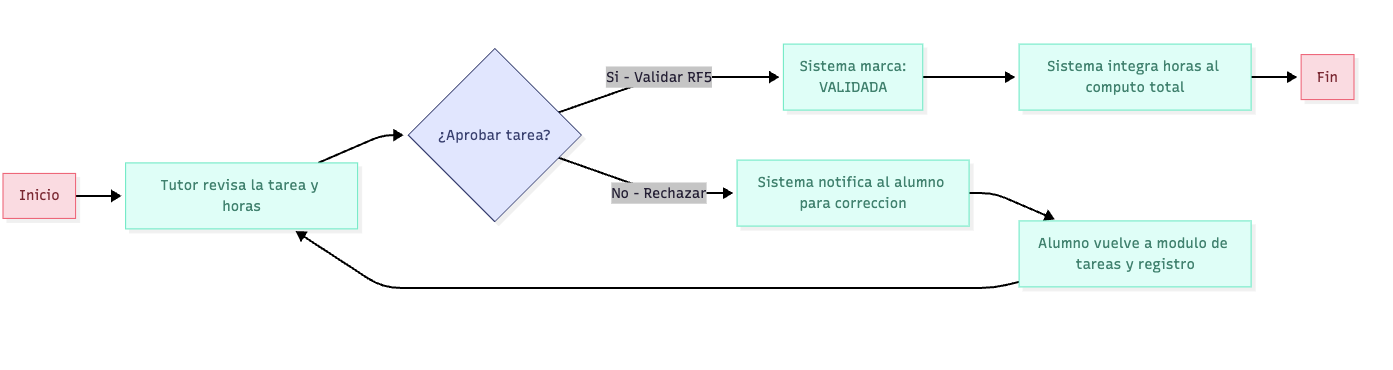 Inicio
Tutor revisa la tarea y
horas
¿Aprobar tarea?
Si - Validar RF5
Sistema marca:
VALIDADA
Sistema integra horas al
computo total
Fin
No - Rechazar
Sistema notifica al alumno
para correccion
Alumno vuelve a modulo de
tareas y registro